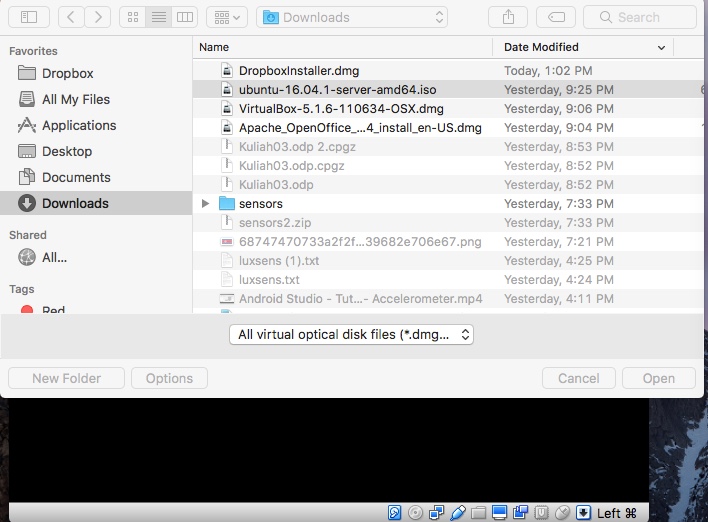 Downloads
Search
Favorites
Dropbox
All My Files
Applications
Desktop
Documents
Downloads
Shared
All...
Tags
Red
Name Date Modified
DropboxInstaller.dmg Today, 1:02 PM
ubuntu-16.04.1-server-amd64.iso Yesterday, 9:25 PM
VirtualBox-5.1.6-110634-OSX.dmg Yesterday, 9:06 PM
Apache_OpenOffice_...4_install_en-US.dmg Yesterday, 9:04 PM
Kuliah03.odp 2.cpgz Yesterday, 8:53 PM
Kuliah03.odp.cpgz Yesterday, 8:52 PM
Kuliah03.odp Yesterday, 8:52 PM
sensors Yesterday, 7:33 PM
sensors2.zip Yesterday, 7:33 PM
68747470733a2f2f...39682e706e67.png Yesterday, 7:21 PM
luxsens (1).txt Yesterday, 4:25 PM
luxsens.txt Yesterday, 4:24 PM
Android Studio - Tut...- Accelerometer.mp4 Yesterday, 4:11 PM
All virtual optical disk files (*.dmg...
New Folder Options Cancel Open
Left ⌘